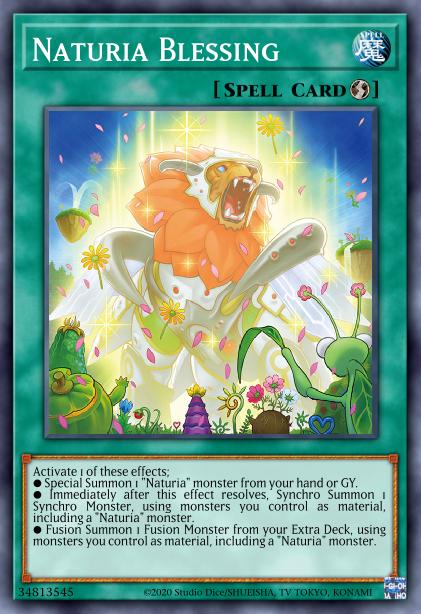 NATURIA BLESSING
SPELL
魔
[SPELL CARD]
Activate 1 of these effects;
● Special Summon 1 "Naturia" monster from your hand or GY.
● Immediately after this effect resolves, Synchro Summon 1
Synchro Monster, using monsters you control as material,
including a "Naturia" monster.
● Fusion Summon 1 Fusion Monster from your Extra Deck, using
monsters you control as material, including a "Naturia" monster.
34813545
©2020 Studio Dice/SHUEISHA, TV TOKYO, KONAMI